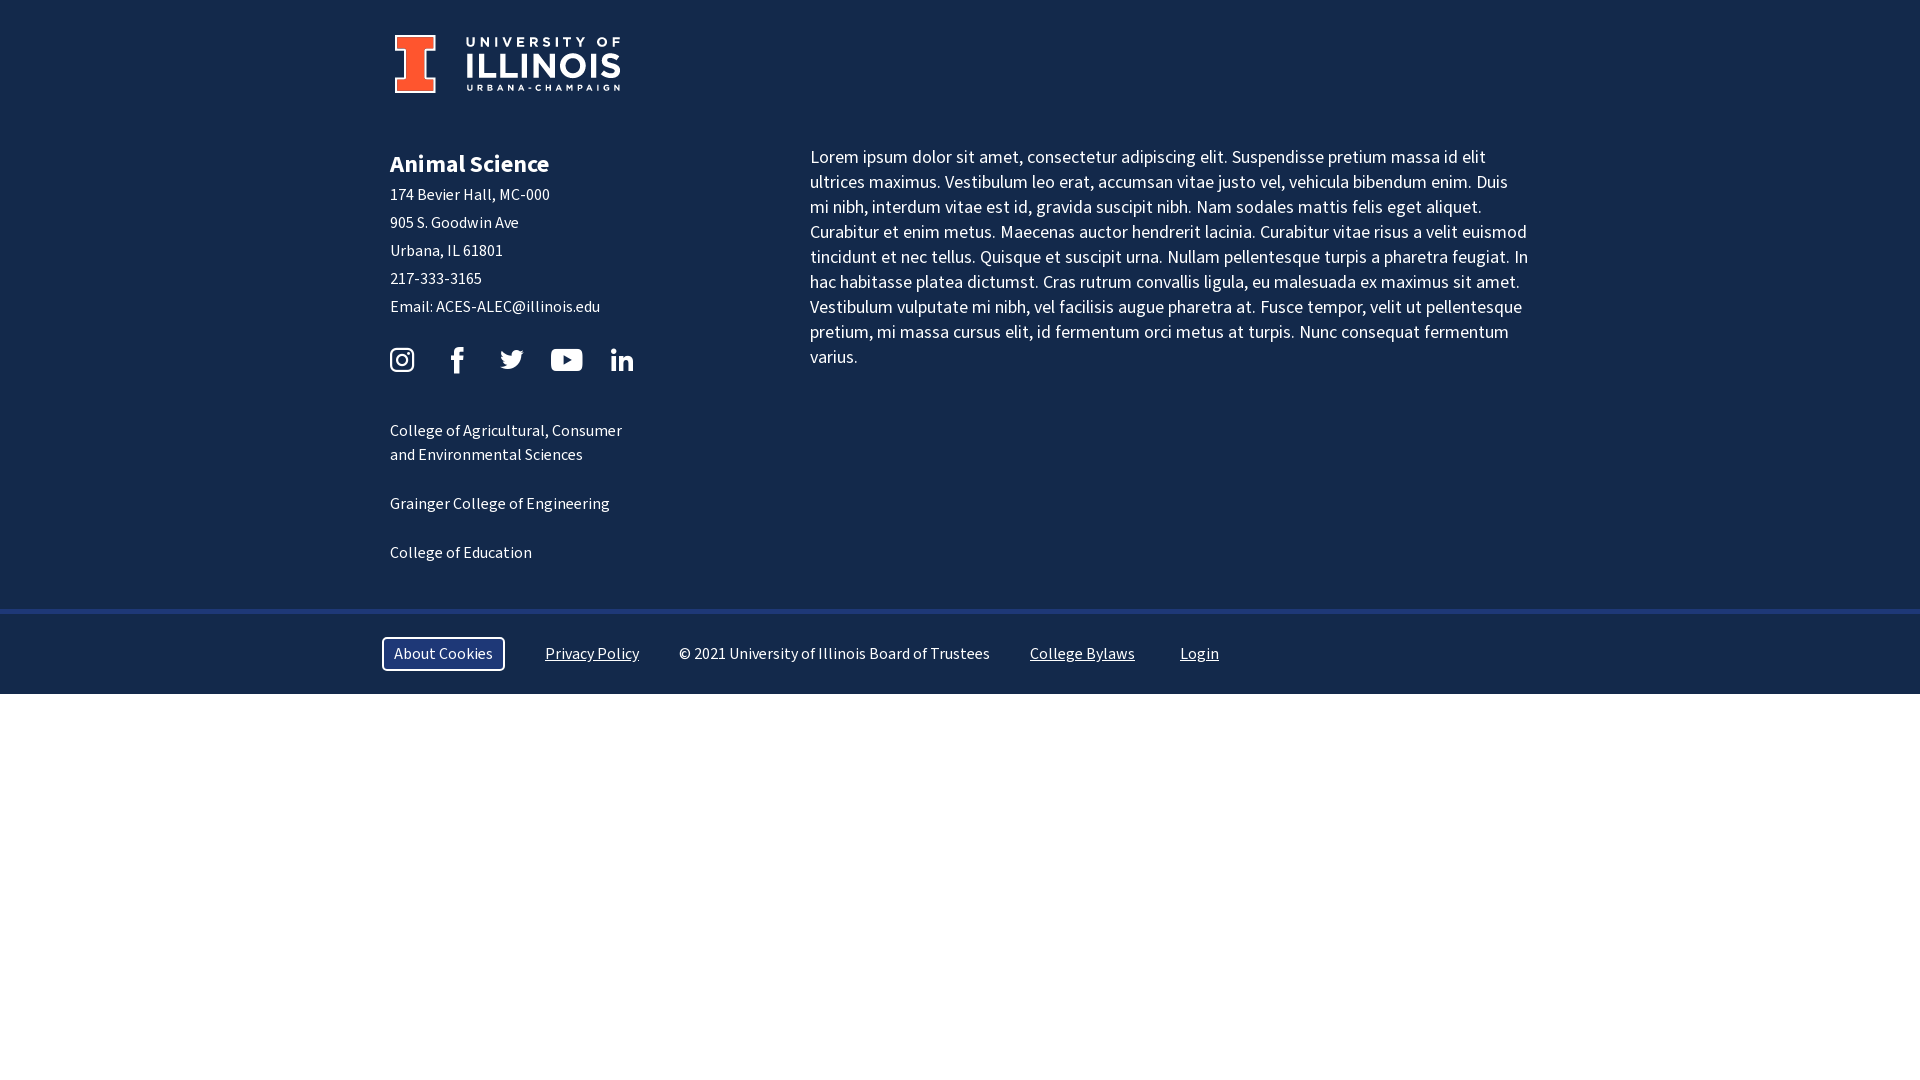 UNIVERSITY OF
ILLINOIS
URBANA-CHAMPAIGN
Animal Science
174 Bevier Hall, MC-000
905 S. Goodwin Ave
Urbana, IL 61801
217-333-3165
Email: ACES-ALEC@illinois.edu
College of Agricultural, Consumer
and Environmental Sciences
Grainger College of Engineering
College of Education
Lorem ipsum dolor sit amet, consectetur adipiscing elit. Suspendisse pretium massa id elit
ultrices maximus. Vestibulum leo erat, accumsan vitae justo vel, vehicula bibendum enim. Duis
mi nibh, interdum vitae est id, gravida suscipit nibh. Nam sodales mattis felis eget aliquet.
Curabitur et enim metus. Maecenas auctor hendrerit lacinia. Curabitur vitae risus a velit euismod
tincidunt et nec tellus. Quisque et suscipit urna. Nullam pellentesque turpis a pharetra feugiat. In
hac habitasse platea dictumst. Cras rutrum convallis ligula, eu malesuada ex maximus sit amet.
Vestibulum vulputate mi nibh, vel facilisis augue pharetra at. Fusce tempor, velit ut pellentesque
pretium, mi massa cursus elit, id fermentum orci metus at turpis. Nunc consequat fermentum
varius.
About Cookies
Privacy Policy
© 2021 University of Illinois Board of Trustees
College Bylaws
Login